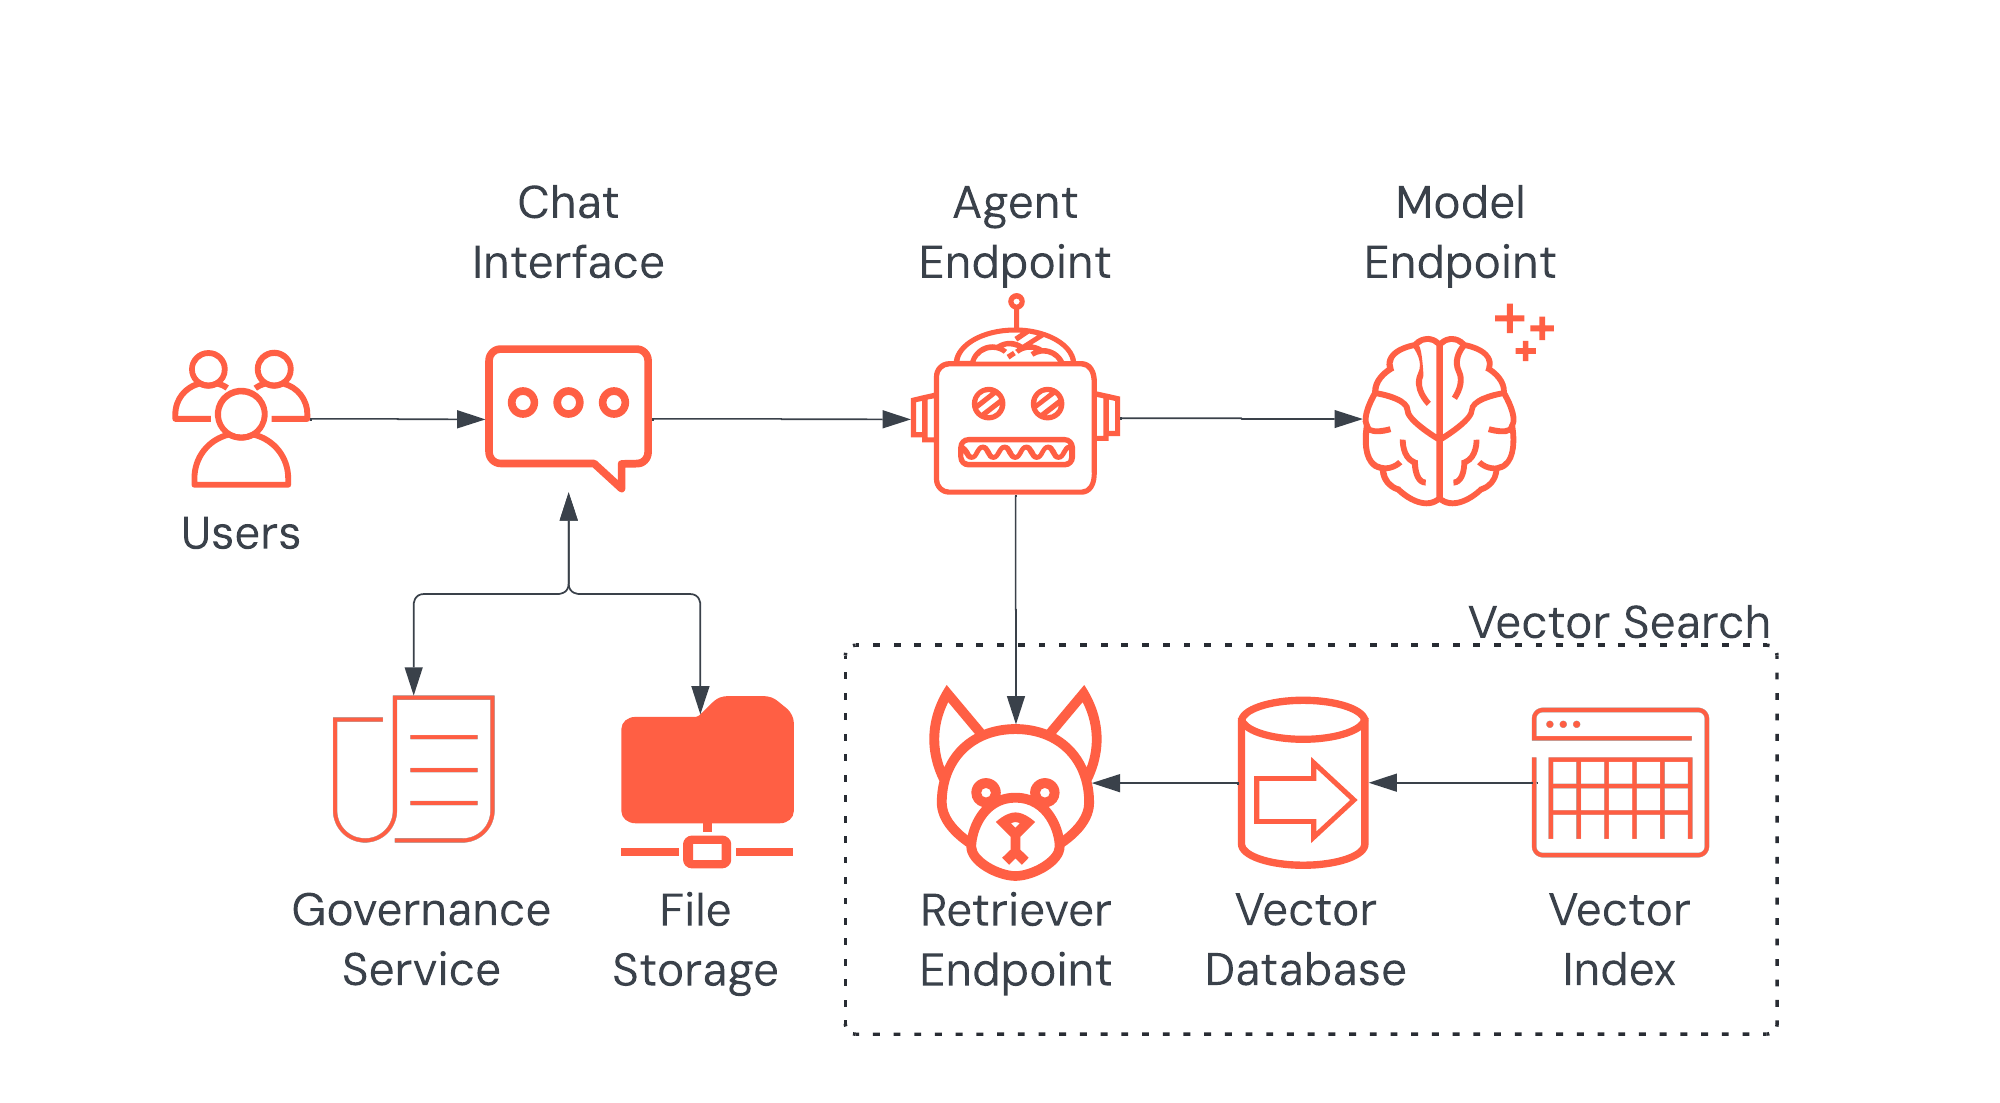 Chat
Interface
Agent
Endpoint
Model
Endpoint
Users
Vector Search
Governance
Service
File
Storage
Retriever
Endpoint
Vector
Database
Vector
Index